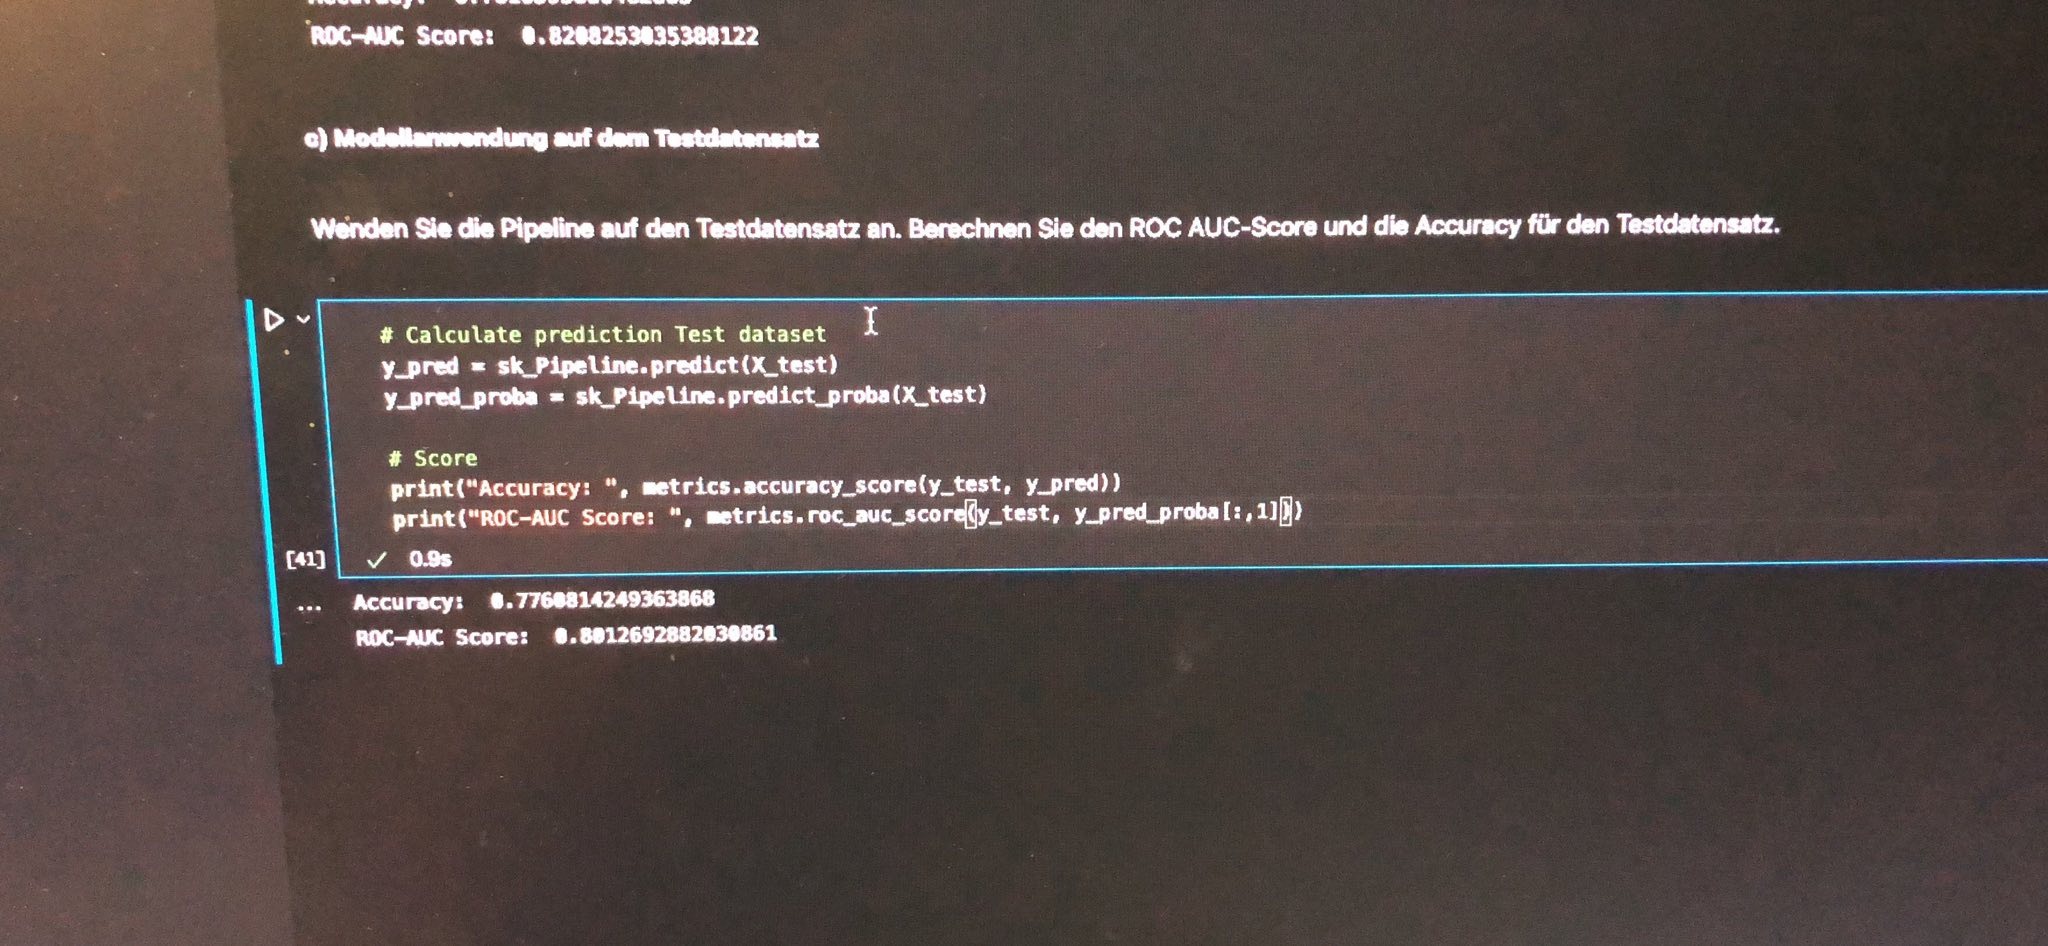 ROC-AUC Score:  0.8208253035388122
c) Modellanwendung auf dem Testdatensatz
Wenden Sie die Pipeline auf den Testdatensatz an. Berechnen Sie den ROC AUC-Score und die Accuracy für den Testdatensatz.
# Calculate prediction Test dataset
y_pred = sk_Pipeline.predict(X_test)
y_pred_proba = sk_Pipeline.predict_proba(X_test)
# Score
print("Accuracy: ", metrics.accuracy_score(y_test, y_pred))
print("ROC-AUC Score: ", metrics.roc_auc_score(y_test, y_pred_proba[:,1]))
[41] ✓ 0.9s
... Accuracy:  0.7760814249363868
ROC-AUC Score:  0.8012692882030861